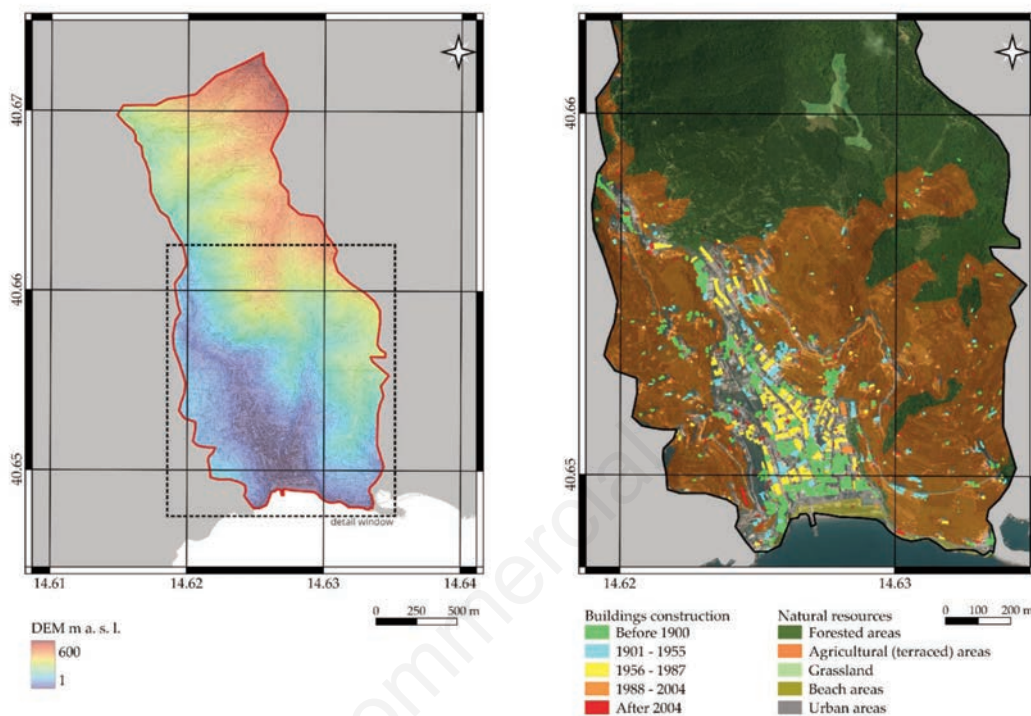 40.67
40.66
40.65
detail window
14.61 14.62 14.63 14.64
0 250 500 m
DEM m a. s. l.
600
1
40.66
40.65
14.62 14.63
Buildings construction
Before 1900
1901 - 1955
1956 - 1987
1988 - 2004
After 2004
Natural resources
Forested areas
Agricultural (terraced) areas
Grassland
Beach areas
Urban areas
0 100 200 m
commercial